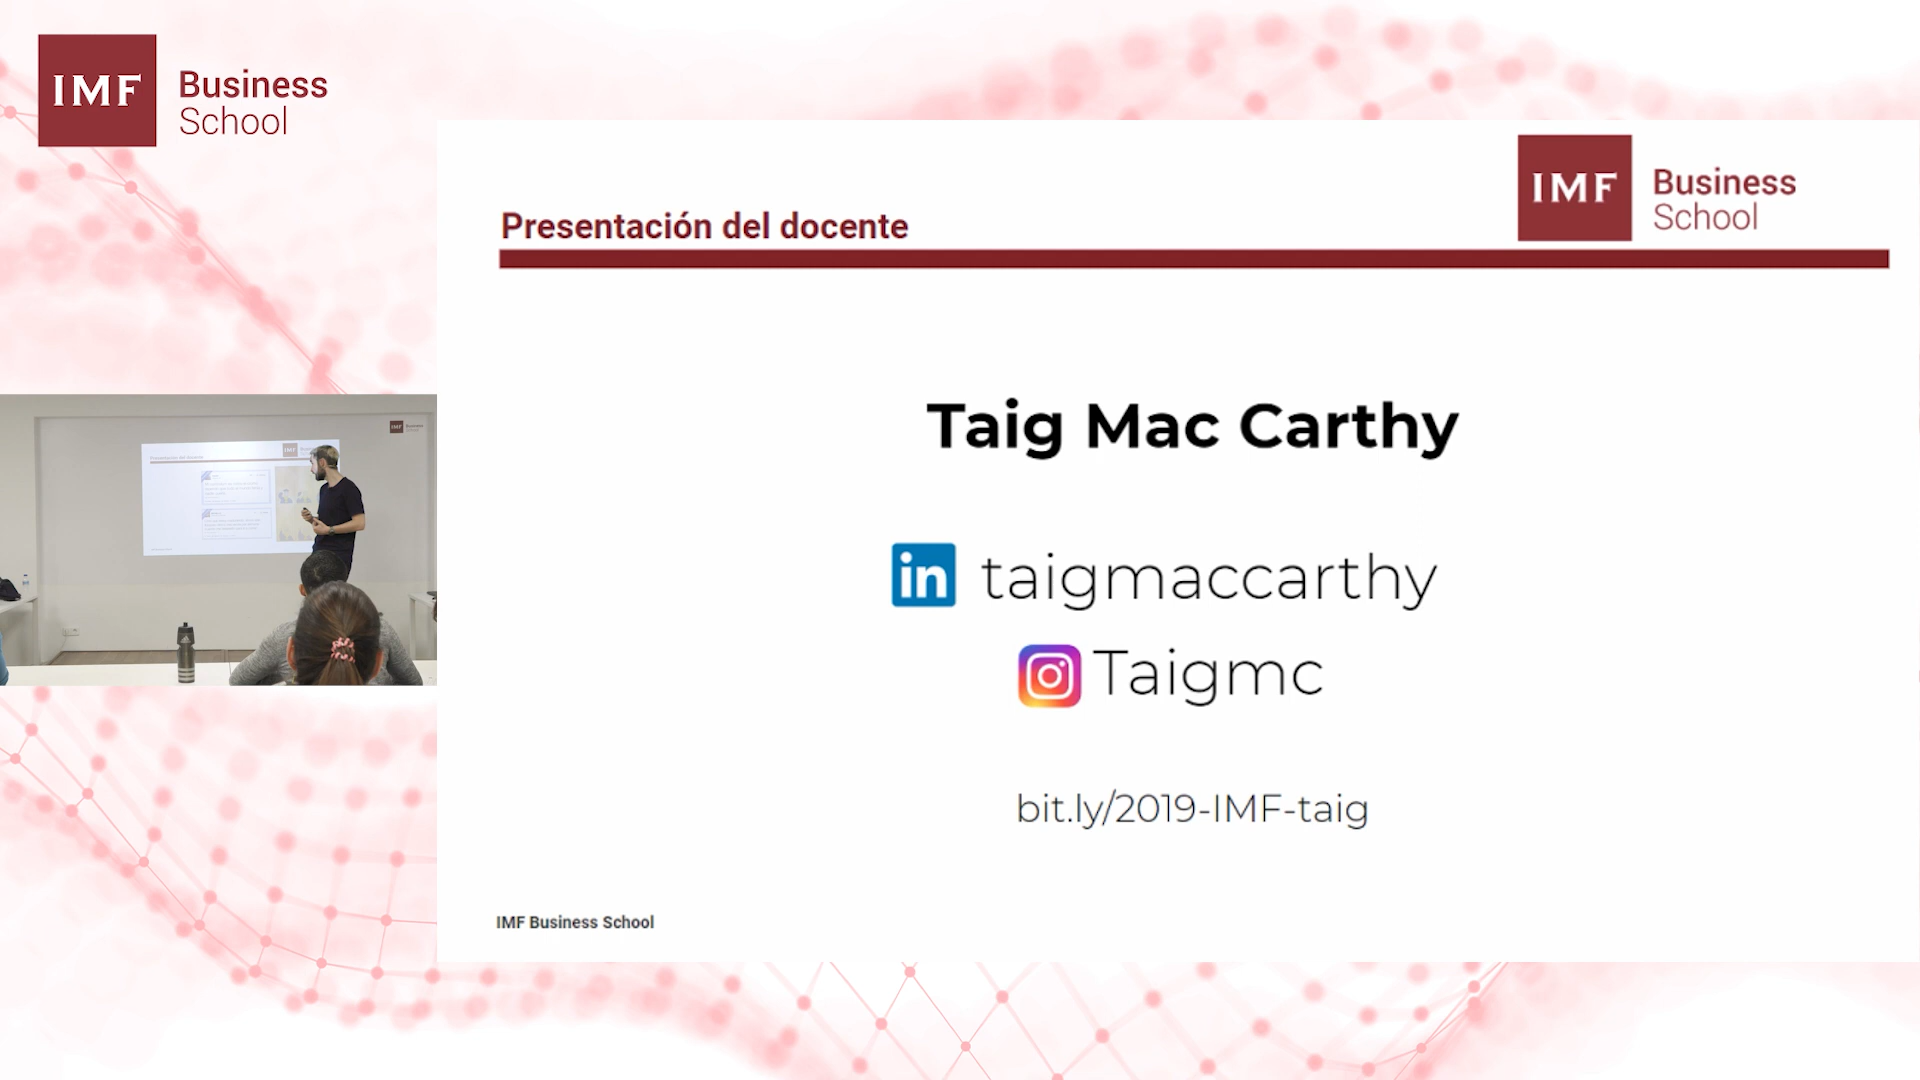 IMF Business
School
IMF Business
School
Presentación del docente
Taig Mac Carthy
in taigmaccarthy
Taigmc
bit.ly/2019-IMF-taig
IMF Business School